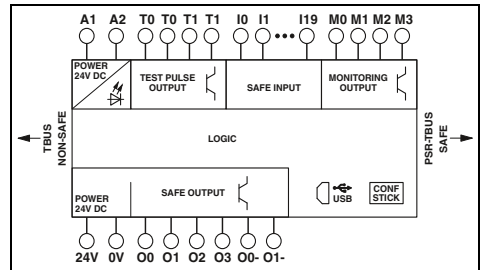 A1 A2 T0 T0 T1 T1 I0 I1 ••• I19 M0 M1 M2 M3
POWER
24V DC
TEST PULSE
OUTPUT
SAFE INPUT
MONITORING
OUTPUT
TBUS
NON-SAFE
LOGIC
PSR-TBUS
SAFE
POWER
24V DC
SAFE OUTPUT
USB
CONF
STICK
24V 0V O0 O1 O2 O3 O0- O1-